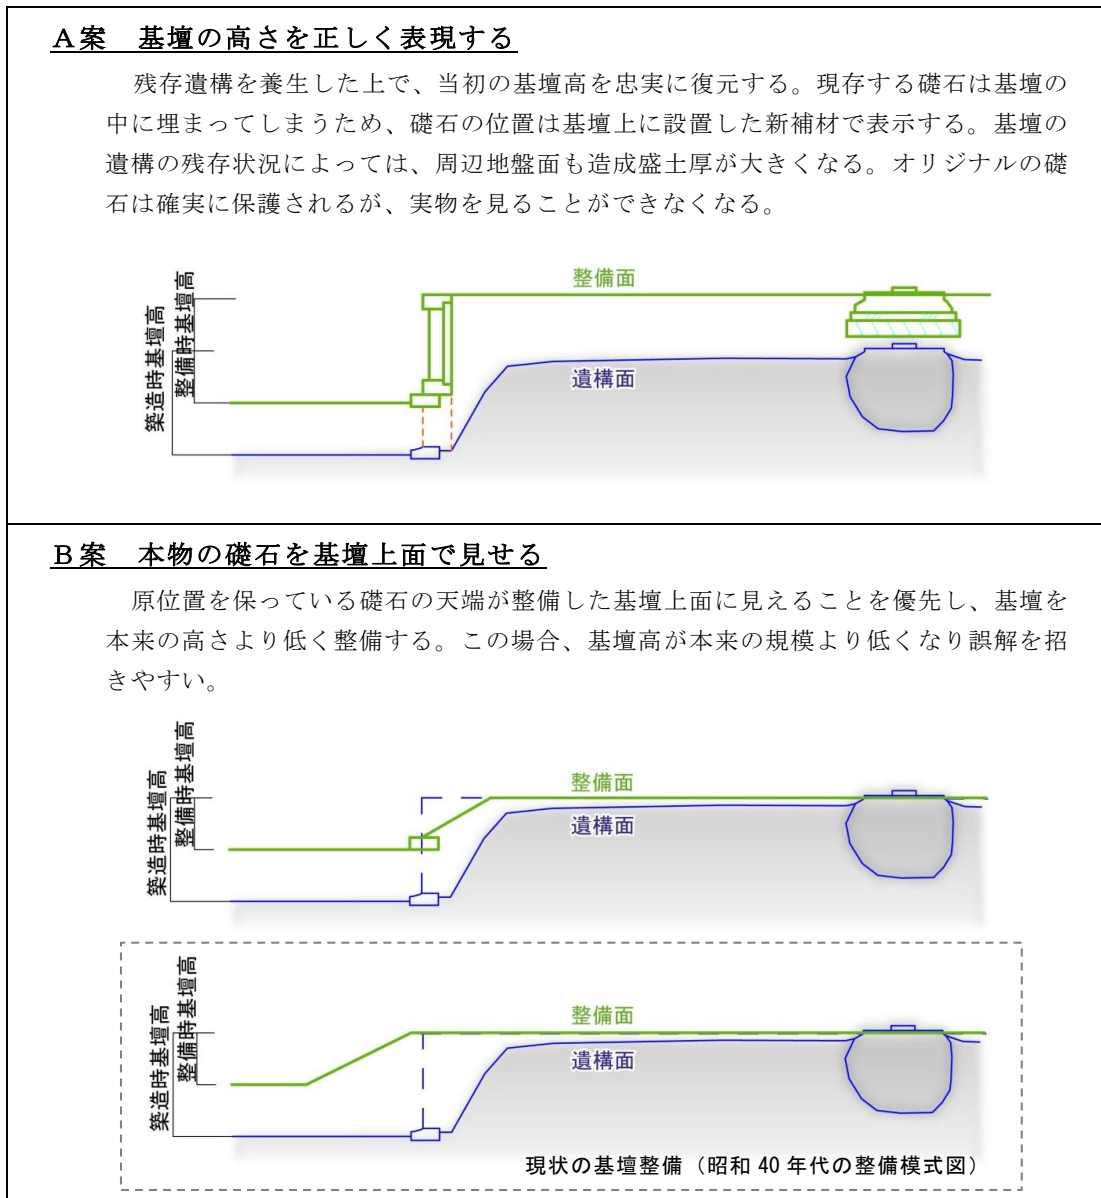 A案　基壇の高さを正しく表現する
残存遺構を養生した上で、当初の基壇高を忠実に復元する。現存する礎石は基壇の
中に埋まってしまうため、礎石の位置は基壇上に設置した新補材で表示する。基壇の
遺構の残存状況によっては、周辺地盤面も造成盛土厚が大きくなる。オリジナルの礎
石は確実に保護されるが、実物を見ることができなくなる。
築造時基壇高
整備時基壇高
整備面
遺構面
B案　本物の礎石を基壇上面で見せる
原位置を保っている礎石の天端が整備した基壇上面に見えることを優先し、基壇を
本来の高さより低く整備する。この場合、基壇高が本来の規模より低くなり誤解を招
きやすい。
築造時基壇高
整備時基壇高
整備面
遺構面
築造時基壇高
整備時基壇高
整備面
遺構面
現状の基壇整備（昭和 40 年代の整備模式図）